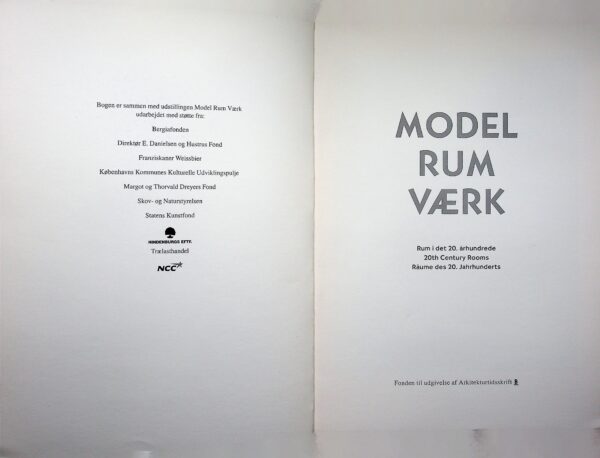 Bogen er sammen med udstillingen Model Rum Værk
udarbejdet med støtte fra:
Bergiafonden
Direktør E. Danielsen og Hustrus Fond
Franziskaner Weissbier
Københavns Kommunes Kulturelle Udviklingspulje
Margot og Thorvald Dreyers Fond
Skov- og Naturstyrelsen
Statens Kunstfond
HINDENBURGS EFTF.
Trælasthandel
NCC
MODEL
RUM
VÆRK
Rum i det 20. århundrede
20th Century Rooms
Räume des 20. Jahrhunderts
Fonden til udgivelse af Arkitekturtidsskrift B